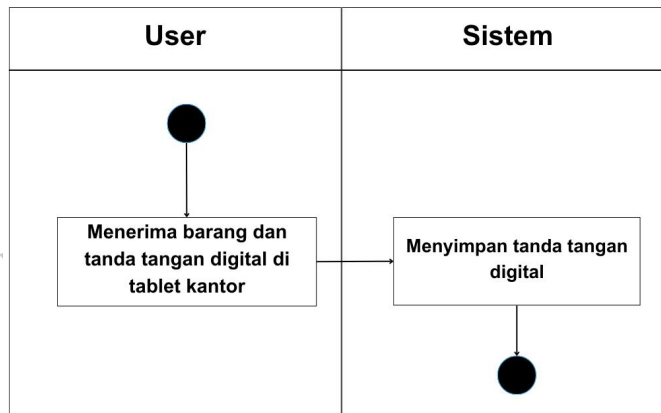 User
Sistem
Menerima barang dan
tanda tangan digital di
tablet kantor
Menyimpan tanda tangan
digital